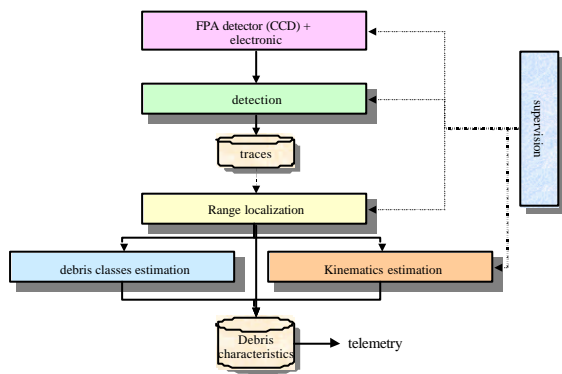 FPA detector (CCD) +
electronic
detection
supervision
traces
Range localization
debris classes estimation
Kinematics estimation
Debris
characteristics
telemetry